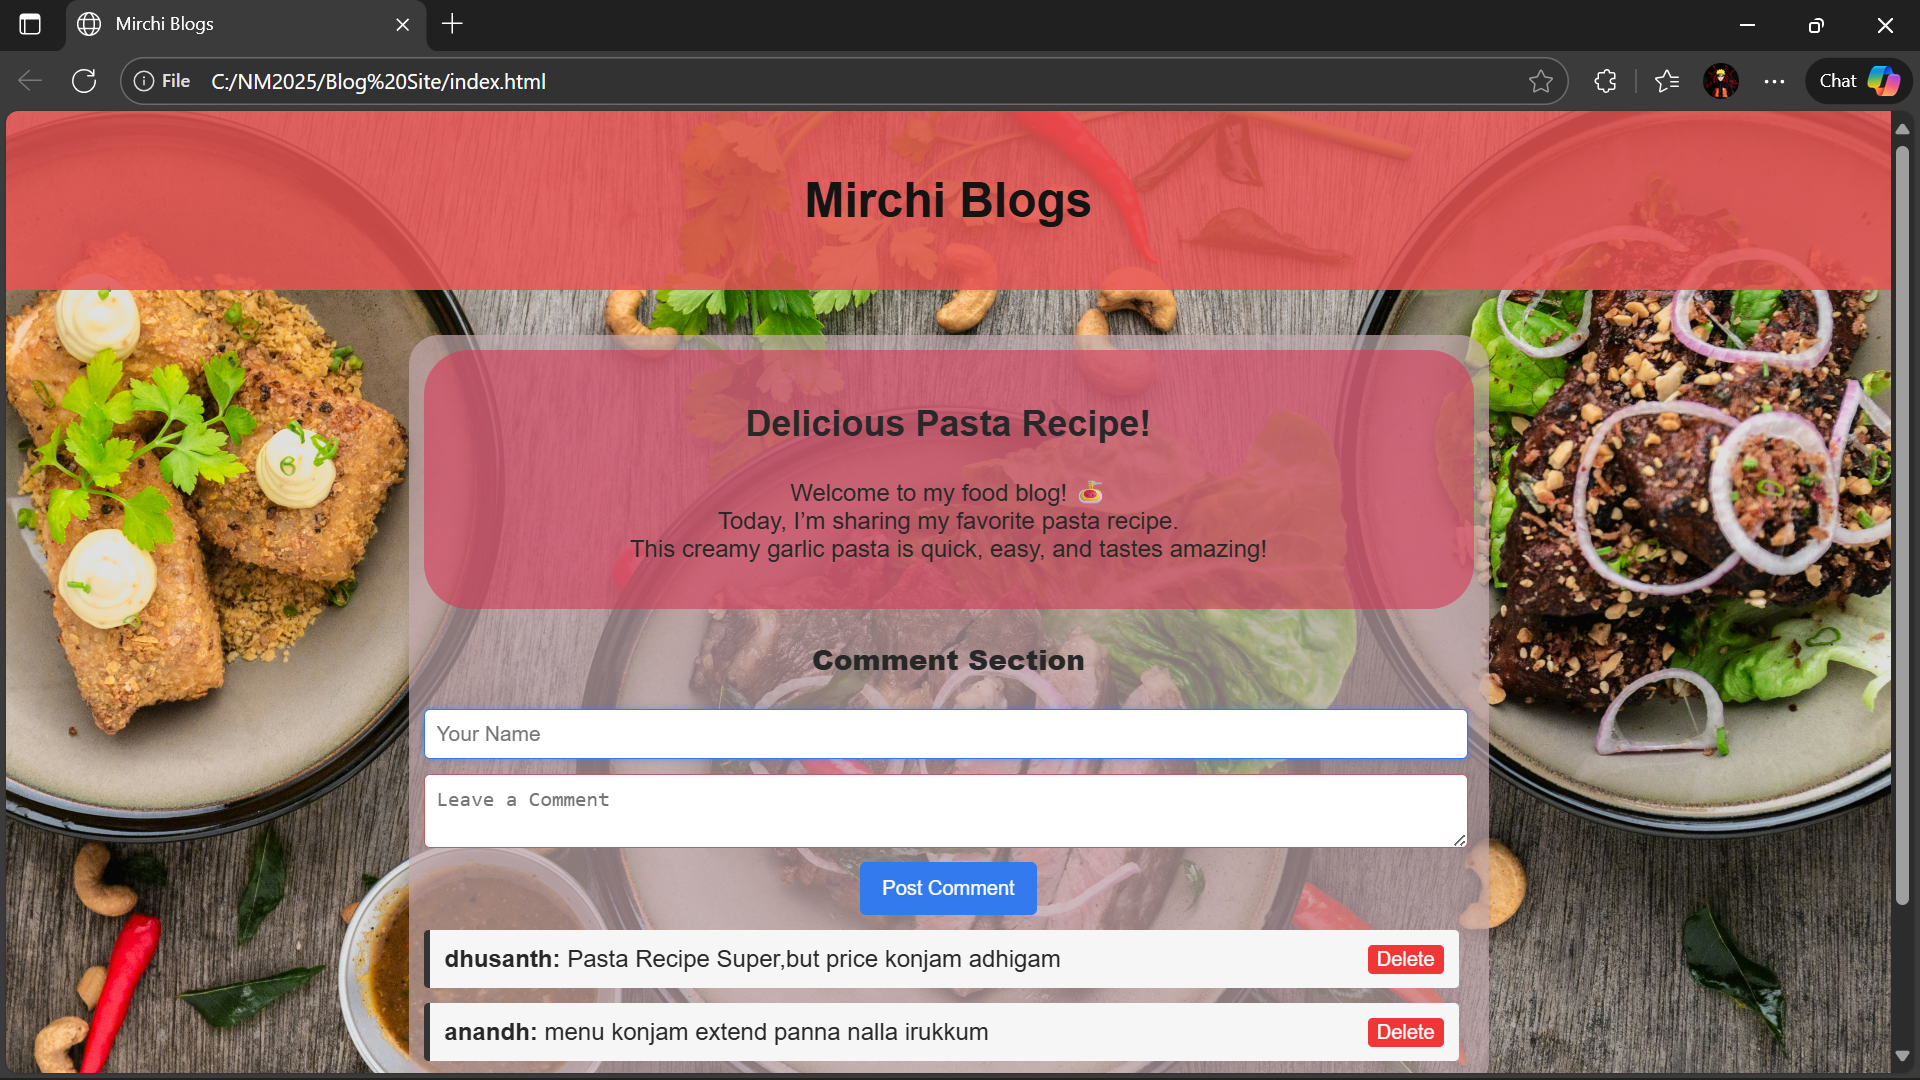 Mirchi Blogs
File C:/NM2025/Blog%20Site/index.html
Chat
Mirchi Blogs
Delicious Pasta Recipe!
Welcome to my food blog! 🍝
Today, I’m sharing my favorite pasta recipe.
This creamy garlic pasta is quick, easy, and tastes amazing!
Comment Section
Your Name
Leave a Comment
Post Comment
dhusanth: Pasta Recipe Super,but price konjam adhigam Delete
anandh: menu konjam extend panna nalla irukkum Delete